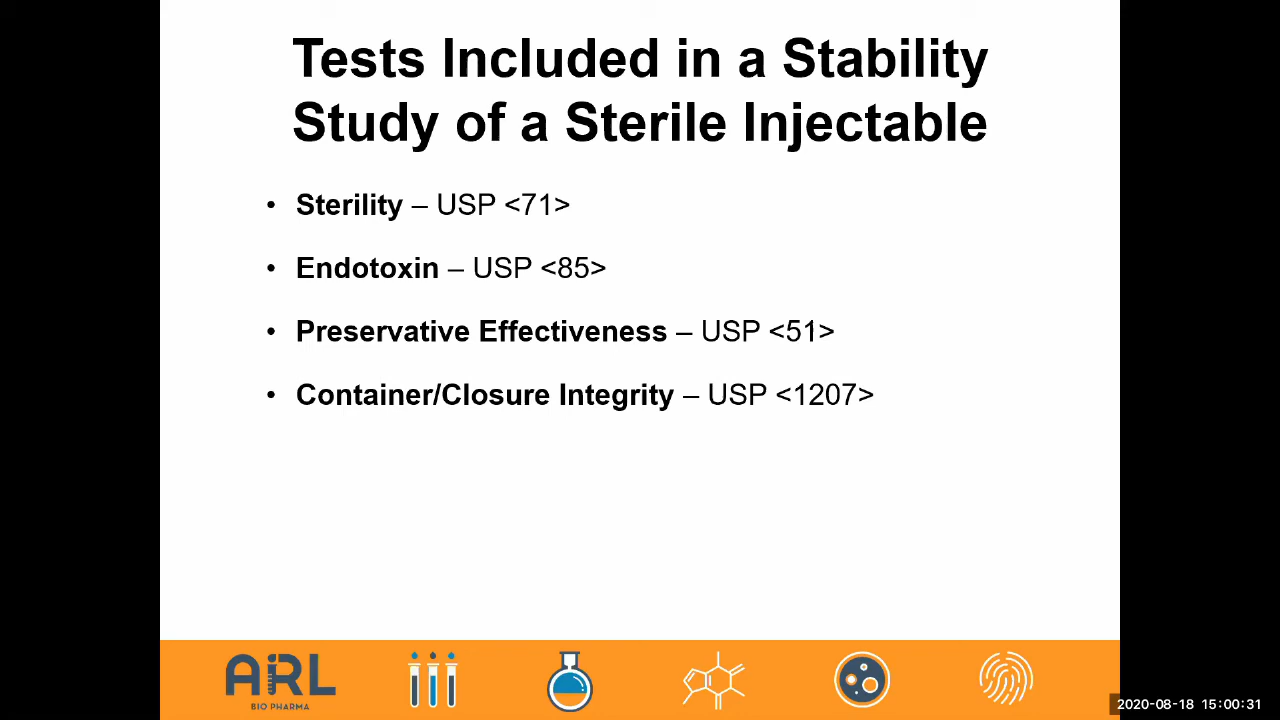 Tests Included in a Stability
Study of a Sterile Injectable
• Sterility – USP <71>
• Endotoxin – USP <85>
• Preservative Effectiveness – USP <51>
• Container/Closure Integrity – USP <1207>
ARL
BIO PHARMA
2020-08-18 15:00:31